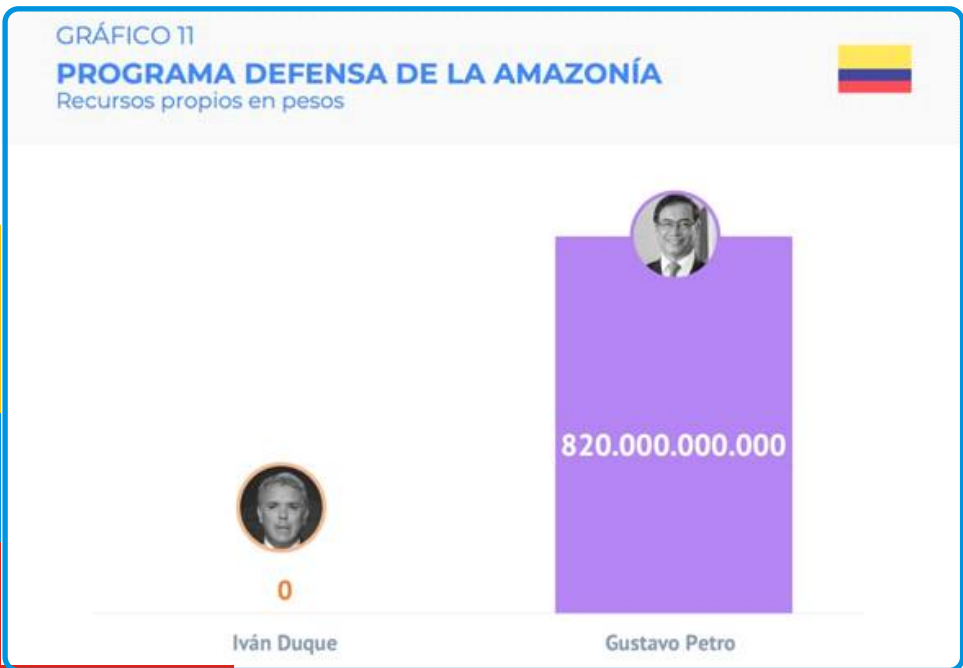 GRÁFICO 11
PROGRAMA DEFENSA DE LA AMAZONÍA
Recursos propios en pesos
820.000.000.000
0
Iván Duque
Gustavo Petro